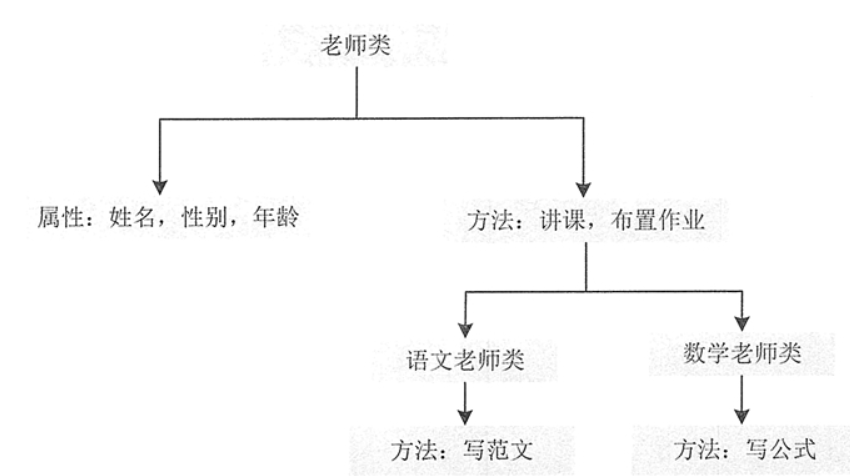 老师类
属性：姓名，性别，年龄
方法：讲课，布置作业
语文老师类
数学老师类
方法：写范文
方法：写公式